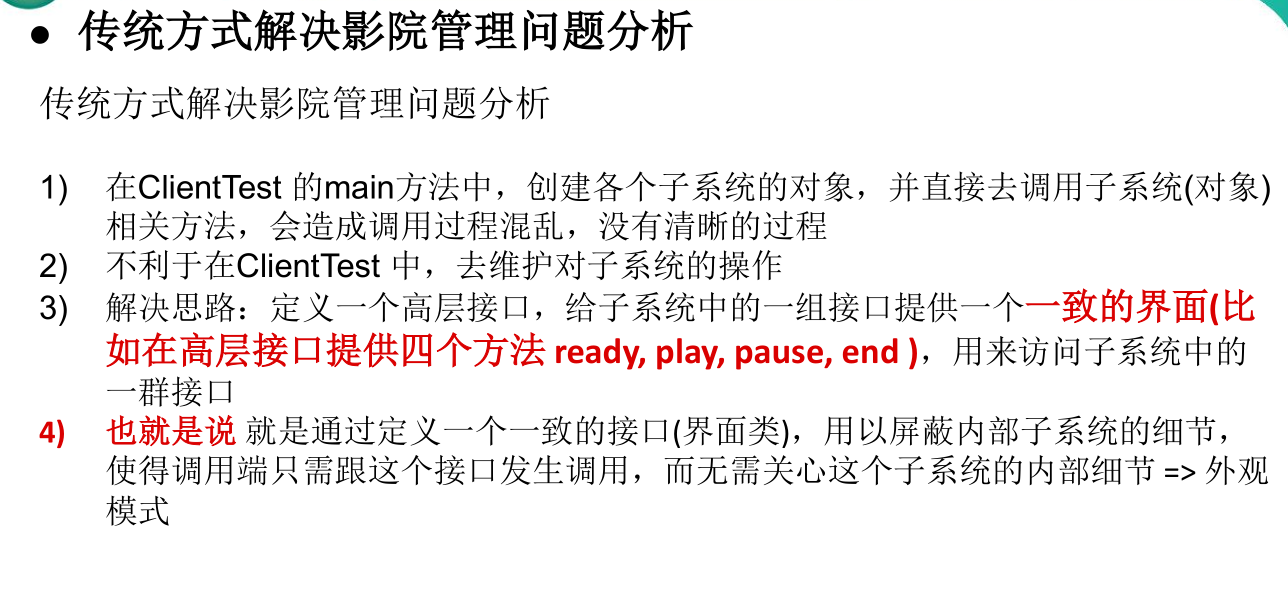 ● 传统方式解决影院管理问题分析
传统方式解决影院管理问题分析
1) 在ClientTest 的main方法中，创建各个子系统的对象，并直接去调用子系统(对象)
相关方法，会造成调用过程混乱，没有清晰的过程
2) 不利于在ClientTest 中，去维护对子系统的操作
3) 解决思路：定义一个高层接口，给子系统中的一组接口提供一个一致的界面(比
如在高层接口提供四个方法 ready, play, pause, end )，用来访问子系统中的
一群接口
4) 也就是说 就是通过定义一个一致的接口(界面类)，用以屏蔽内部子系统的细节，
使得调用端只需跟这个接口发生调用，而无需关心这个子系统的内部细节 => 外观
模式